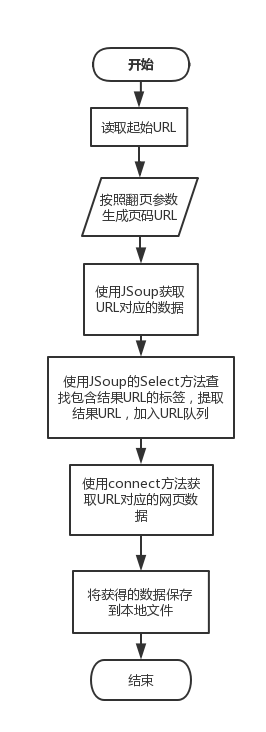 开始
读取起始URL
按照翻页参数
生成页码URL
使用JSoup获取
URL对应的数据
使用JSoup的Select方法查
找包含结果URL的标签，提取
结果URL，加入URL队列
使用connect方法获
取URL对应的网页数
据
将获得的数据保存
到本地文件
结束